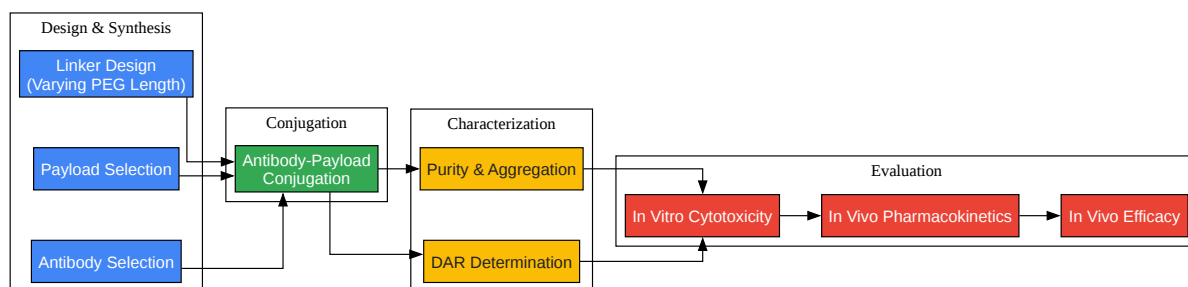 Design & Synthesis
Linker Design
(Varying PEG Length)
Payload Selection
Antibody Selection
Conjugation
Antibody-Payload
Conjugation
Characterization
Purity & Aggregation
DAR Determination
Evaluation
In Vitro Cytotoxicity
In Vivo Pharmacokinetics
In Vivo Efficacy